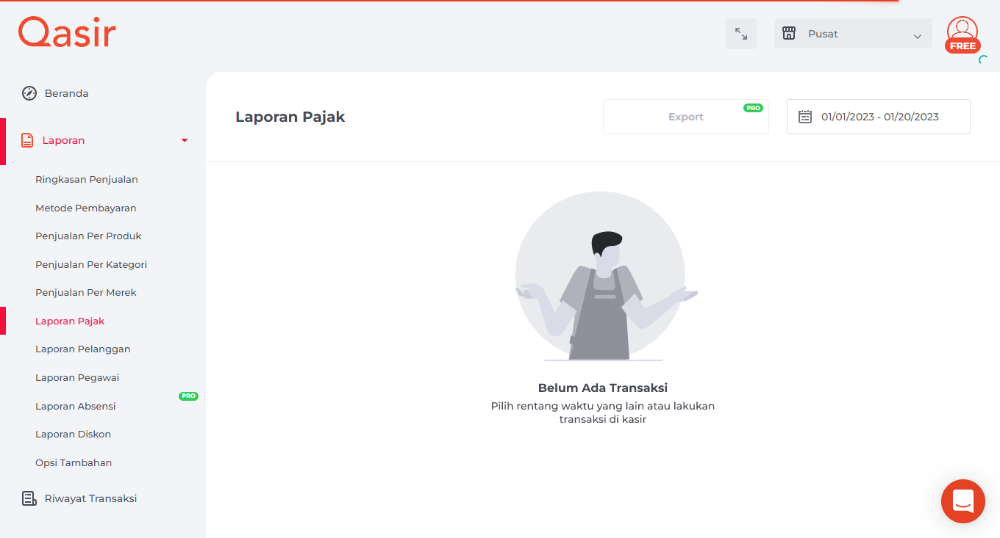 Qasir
Pusat
FREE
Beranda
Laporan
Ringkasan Penjualan
Metode Pembayaran
Penjualan Per Produk
Penjualan Per Kategori
Penjualan Per Merek
Laporan Pajak
Laporan Pelanggan
Laporan Pegawai
Laporan Absensi PRO
Laporan Diskon
Opsi Tambahan
Riwayat Transaksi
Laporan Pajak
Export PRO
01/01/2023 - 01/20/2023
Belum Ada Transaksi
Pilih rentang waktu yang lain atau lakukan
transaksi di kasir